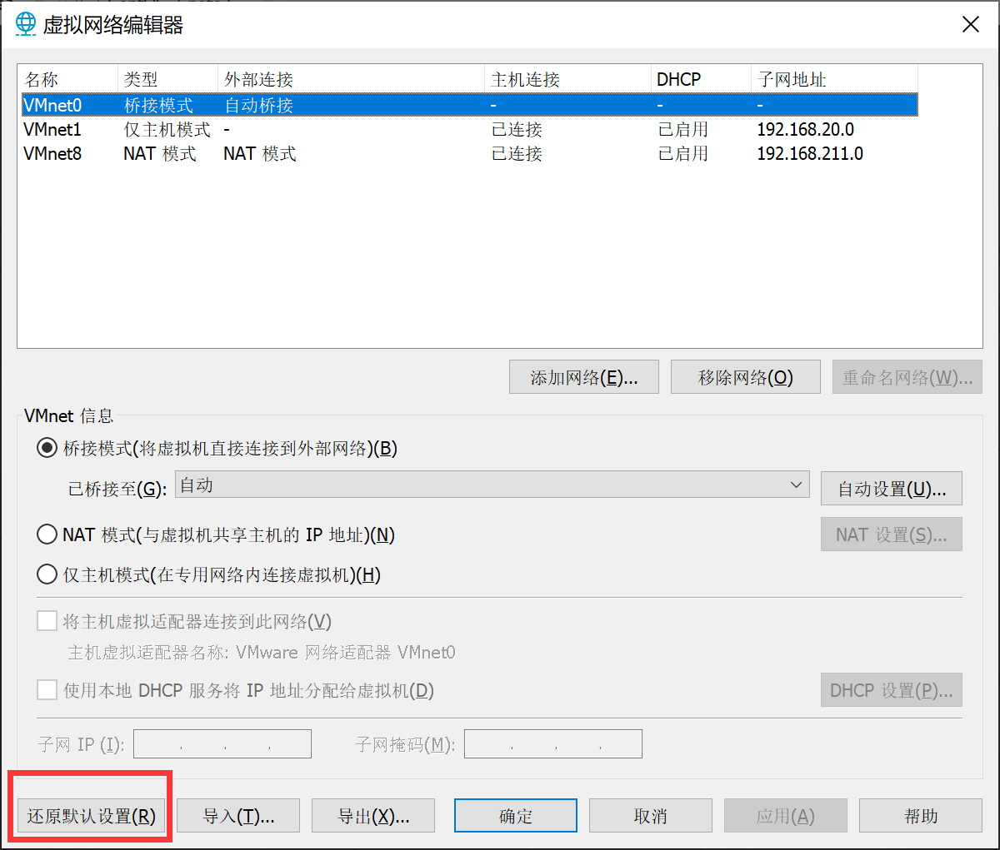 虚拟网络编辑器
名称 类型 外部连接 主机连接 DHCP 子网地址
VMnet0 桥接模式 自动桥接 - - -
VMnet1 仅主机模式 - 已连接 已启用 192.168.20.0
VMnet8 NAT 模式 NAT 模式 已连接 已启用 192.168.211.0
添加网络(E)... 移除网络(O) 重命名网络(W)...
VMnet 信息
桥接模式(将虚拟机直接连接到外部网络)(B)
已桥接至(G): 自动 自动设置(U)...
NAT 模式(与虚拟机共享主机的 IP 地址)(N) NAT 设置(S)...
仅主机模式(在专用网络内连接虚拟机)(H)
将主机虚拟适配器连接到此网络(V)
主机虚拟适配器名称: VMware 网络适配器 VMnet0
使用本地 DHCP 服务将 IP 地址分配给虚拟机(D) DHCP 设置(P)...
子网 IP (I): . . . 子网掩码(M): . . .
还原默认设置(R) 导入(T)... 导出(X)... 确定 取消 应用(A) 帮助